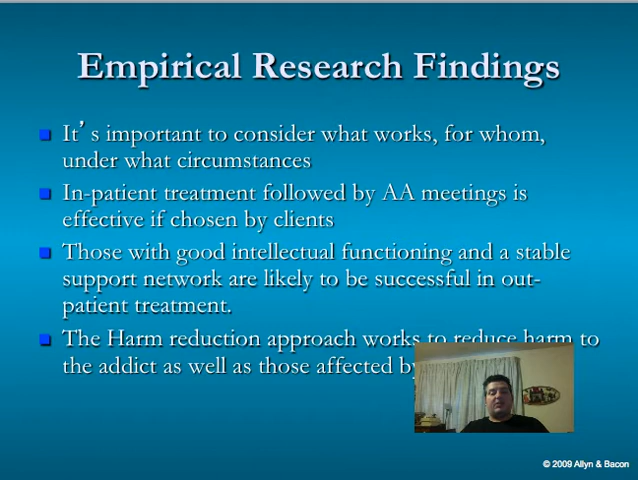 Empirical Research Findings
It's important to consider what works, for whom,
under what circumstances
In-patient treatment followed by AA meetings is
effective if chosen by clients
Those with good intellectual functioning and a stable
support network are likely to be successful in out-
patient treatment.
The Harm reduction approach works to reduce harm to
the addict as well as those affected by
© 2009 Allyn & Bacon